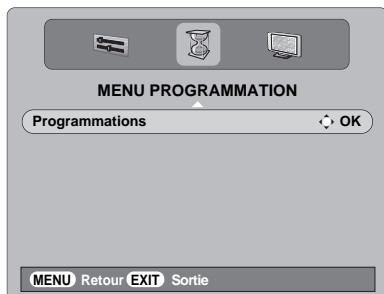 MENU PROGRAMMATION
Programmations OK
MENU Retour EXIT Sortie